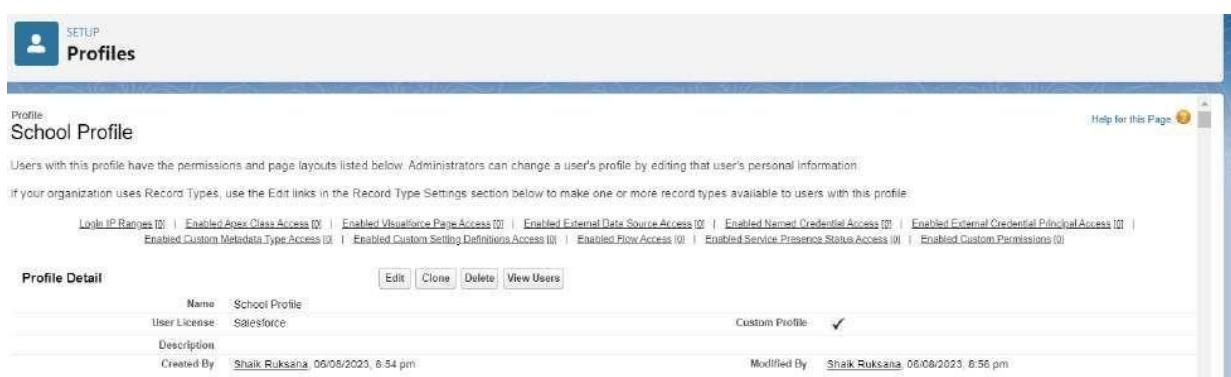 SETUP
Profiles
Profile
School Profile
Help for this Page
Users with this profile have the permissions and page layouts listed below. Administrators can change a user's profile by editing that user's personal information.
If your organization uses Record Types, use the Edit links in the Record Type Settings section below to make one or more record types available to users with this profile.
Login IP Ranges [0] | Enabled Apex Class Access [0] | Enabled Visualforce Page Access [0] | Enabled External Data Source Access [0] | Enabled Named Credential Access [0] | Enabled External Credential Principal Access [0] |
Enabled Custom Metadata Type Access [0] | Enabled Custom Setting Definitions Access [0] | Enabled Flow Access [0] | Enabled Service Presence Status Access [0] | Enabled Custom Permissions [0]
Profile Detail Edit Clone Delete View Users
Name School Profile
User License Salesforce Custom Profile ✓
Description
Created By Shaik Ruksana, 06/08/2023, 8:54 pm Modified By Shaik Ruksana, 06/08/2023, 8:56 pm